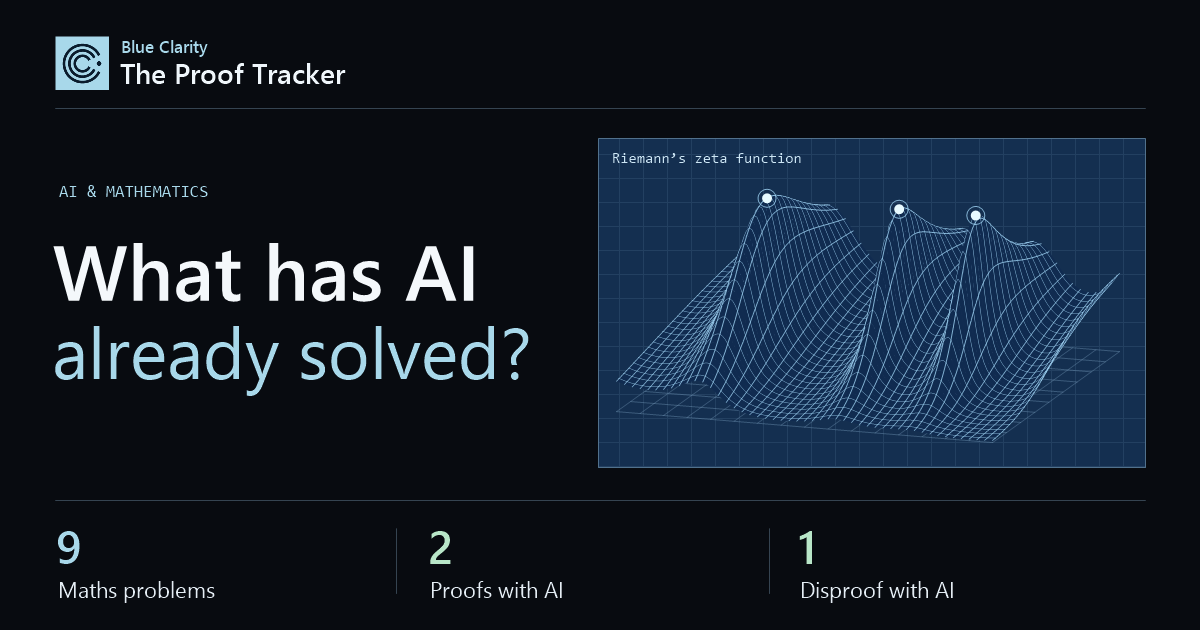 Blue Clarity
The Proof Tracker
AI & MATHEMATICS
What has AI
already solved?
Riemann’s zeta function
9
Maths problems
2
Proofs with AI
1
Disproof with AI